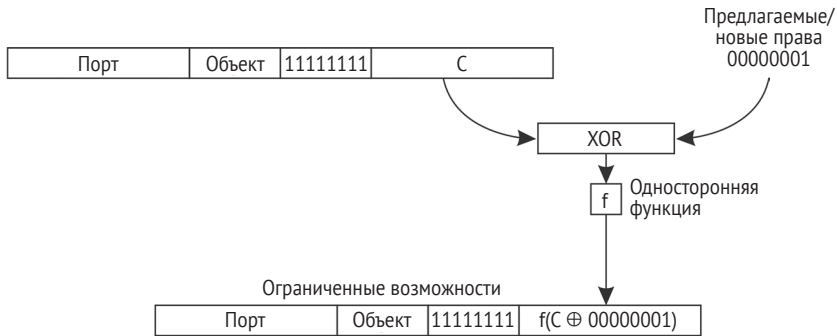 Предлагаемые/
новые права
00000001
Порт Объект 11111111 C
XOR
f Односторонняя
функция
Ограниченные возможности
Порт Объект 11111111 f(C ⊕ 00000001)